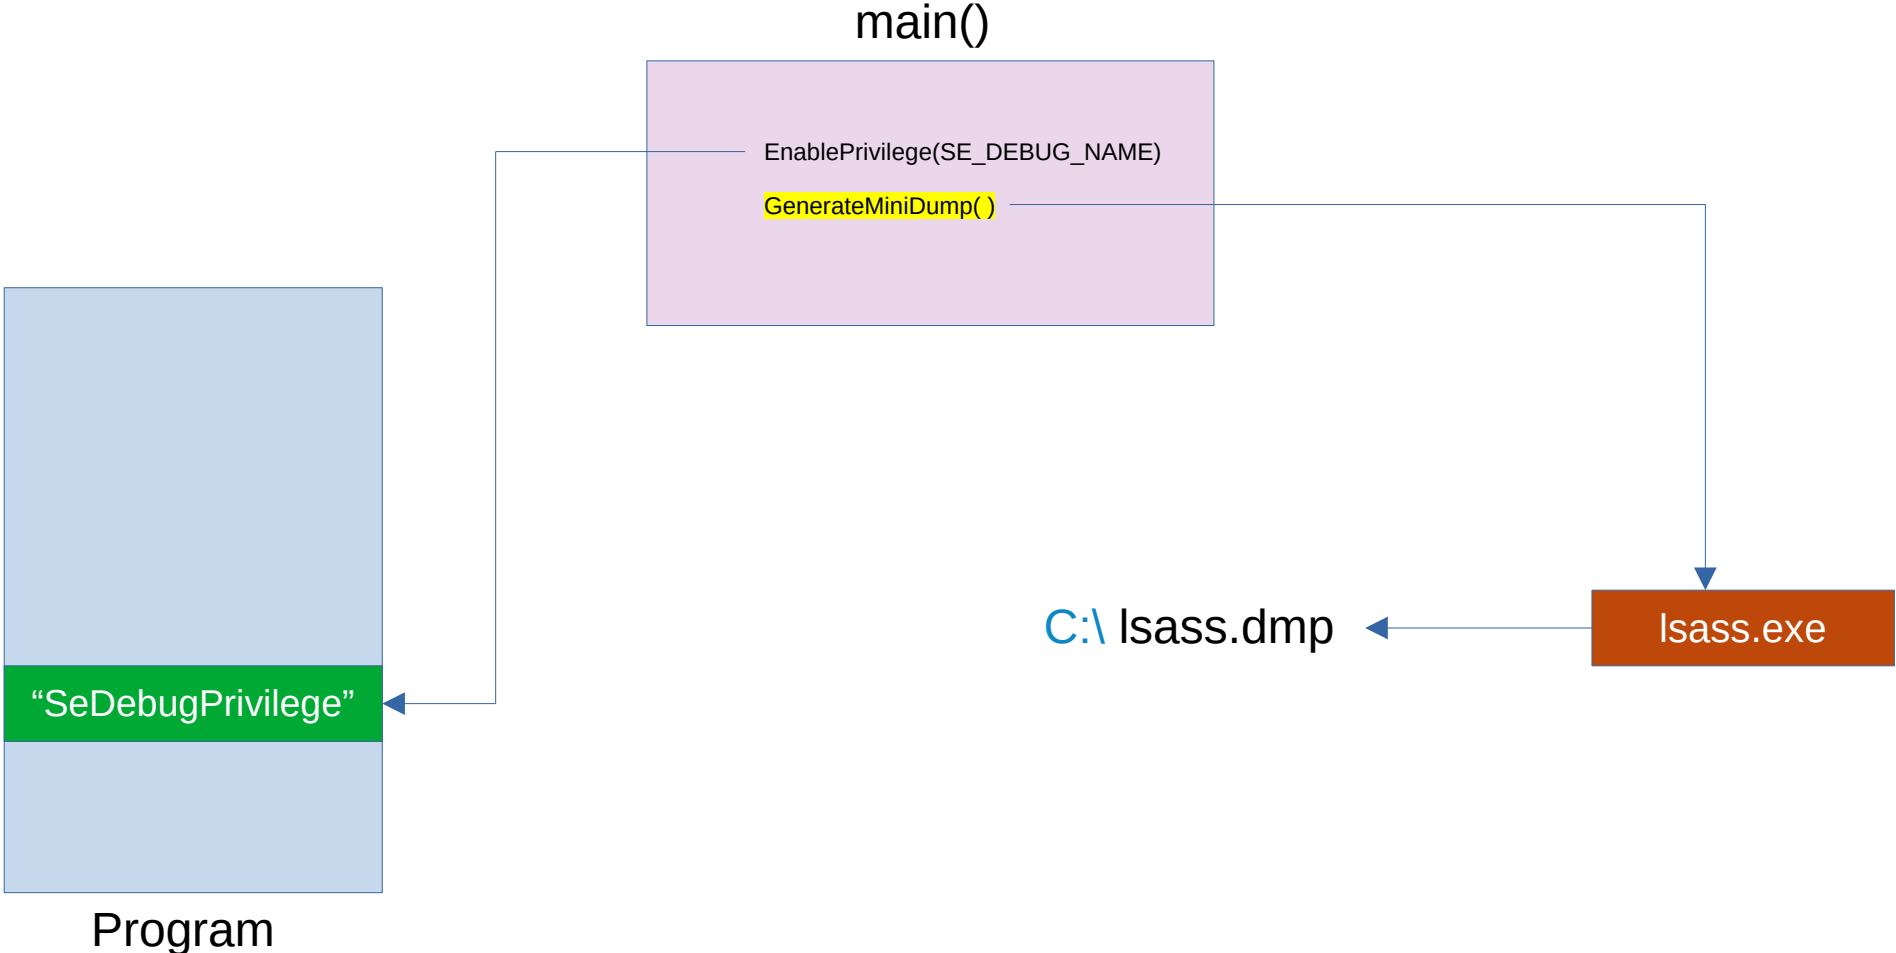 main()
EnablePrivilege(SE_DEBUG_NAME)
GenerateMiniDump( )
C:\ lsass.dmp
lsass.exe
“SeDebugPrivilege”
Program